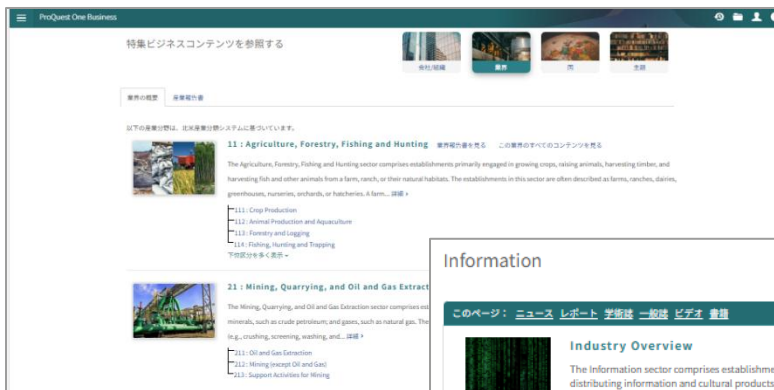 ProQuest One Business
特集ビジネスコンテンツを参照する
会社/組織
業界
国
主題
業界の概要 産業報告書
以下の産業分野は、北米産業分類システムに基づいています。
11 : Agriculture, Forestry, Fishing and Hunting 業界報告書を見る この業界のすべてのコンテンツを見る
The Agriculture, Forestry, Fishing and Hunting sector comprises establishments primarily engaged in growing crops, raising animals, harvesting timber, and
harvesting fish and other animals from a farm, ranch, or their natural habitats. The establishments in this sector are often described as farms, ranches, dairies,
greenhouses, nurseries, orchards, or hatcheries. A farm... 詳細
111 : Crop Production
112 : Animal Production and Aquaculture
113 : Forestry and Logging
114 : Fishing, Hunting and Trapping
下位区分を多く表示
21 : Mining, Quarrying, and Oil and Gas Extract
The Mining, Quarrying, and Oil and Gas Extraction sector comprises est
minerals, such as crude petroleum; and gases, such as natural gas. The
(e.g., crushing, screening, washing, and... 詳細
211 : Oil and Gas Extraction
212 : Mining (except Oil and Gas)
213 : Support Activities for Mining
Information
このページ： ニュース レポート 学術誌 一般誌 ビデオ 書籍
Industry Overview
The Information sector comprises establishme
distributing information and cultural products